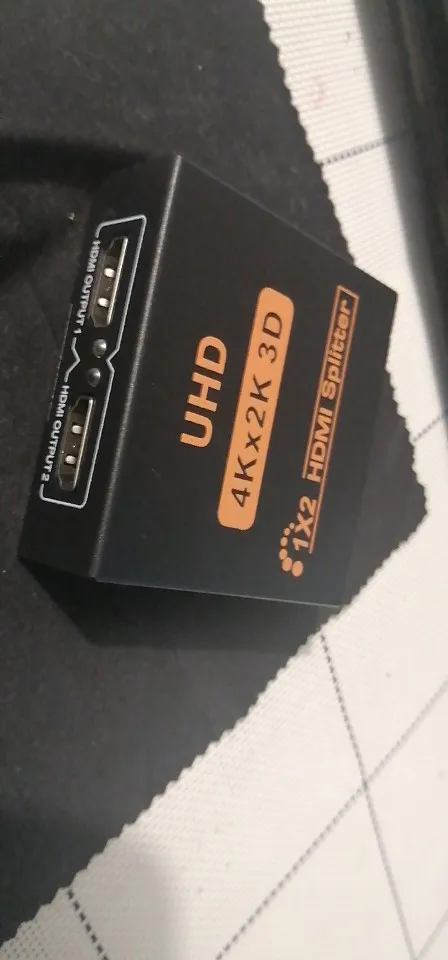 UHD
4Kx2K 3D
1X2 HDMI Splitter
HDMI OUTPUT 1
HDMI OUTPUT 2